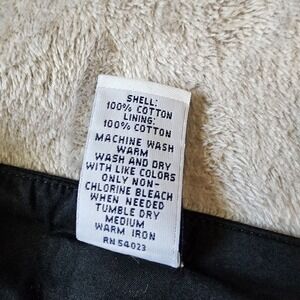 SHELL:
100% COTTON
LINING:
100% COTTON
MACHINE WASH
WARM
WASH AND DRY
WITH LIKE COLORS
ONLY NON-
CHLORINE BLEACH
WHEN NEEDED
TUMBLE DRY
MEDIUM
WARM IRON
RN 54023